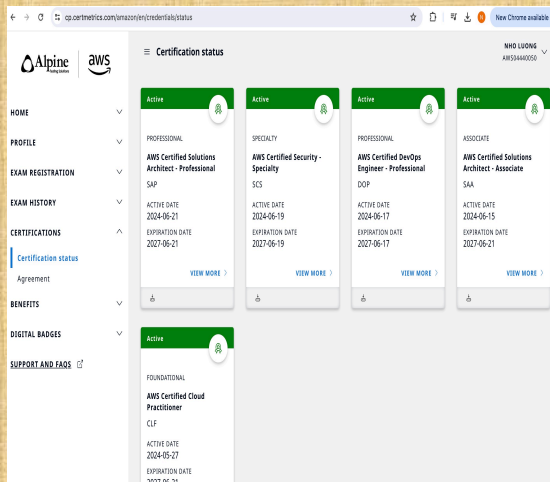 cp.certmetrics.com/amazon/en/credentials/status
New Chrome available
Alpine
Testing Solutions
aws
Certification status
NHO LUONG
AWS04440050
HOME
PROFILE
EXAM REGISTRATION
EXAM HISTORY
CERTIFICATIONS
Certification status
Agreement
BENEFITS
DIGITAL BADGES
SUPPORT AND FAQS
Active
PROFESSIONAL
AWS Certified Solutions
Architect - Professional
SAP
ACTIVE DATE
2024-06-21
EXPIRATION DATE
2027-06-21
VIEW MORE
Active
SPECIALTY
AWS Certified Security -
Specialty
SCS
ACTIVE DATE
2024-06-19
EXPIRATION DATE
2027-06-19
VIEW MORE
Active
PROFESSIONAL
AWS Certified DevOps
Engineer - Professional
DOP
ACTIVE DATE
2024-06-17
EXPIRATION DATE
2027-06-17
VIEW MORE
Active
ASSOCIATE
AWS Certified Solutions
Architect - Associate
SAA
ACTIVE DATE
2024-06-15
EXPIRATION DATE
2027-06-21
VIEW MORE
Active
FOUNDATIONAL
AWS Certified Cloud
Practitioner
CLF
ACTIVE DATE
2024-05-27
EXPIRATION DATE
2027-06-21